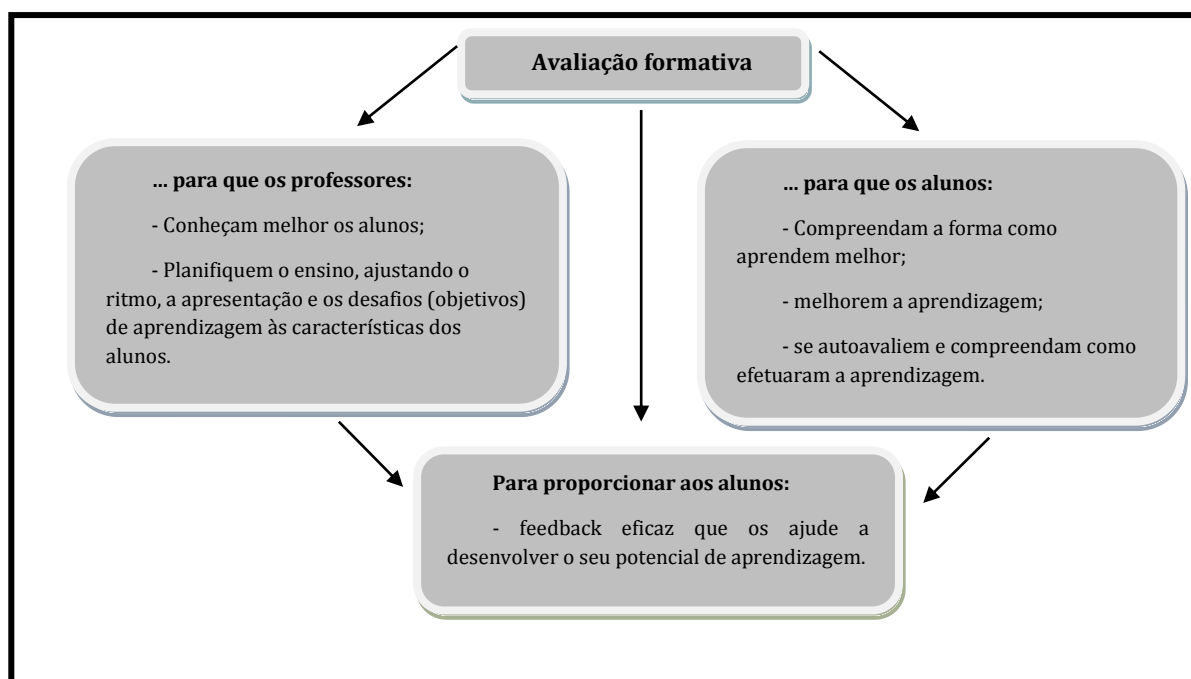 Avaliação formativa
... para que os professores:
- Conheçam melhor os alunos;
- Planifiquem o ensino, ajustando o
ritmo, a apresentação e os desafios (objetivos)
de aprendizagem às características dos
alunos.
... para que os alunos:
- Compreendam a forma como
aprendem melhor;
- melhorem a aprendizagem;
- se autoavaliem e compreendam como
efetuaram a aprendizagem.
Para proporcionar aos alunos:
- feedback eficaz que os ajude a
desenvolver o seu potencial de aprendizagem.